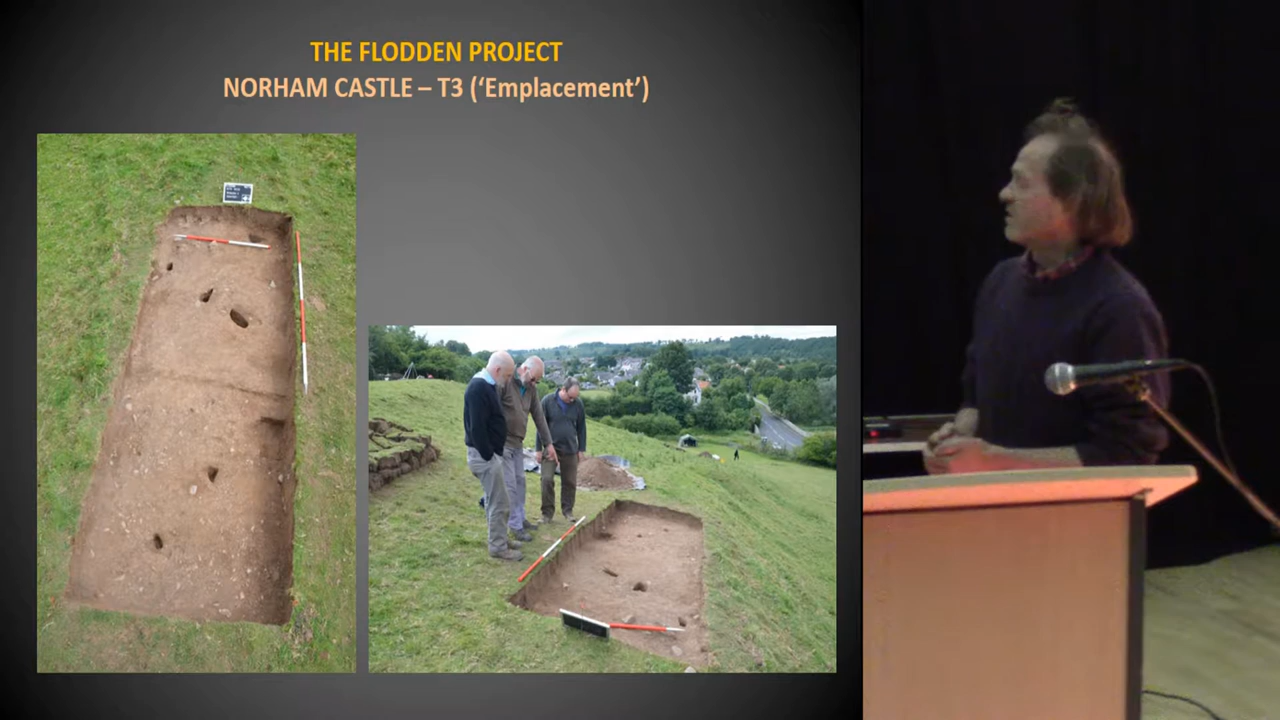 THE FLODDEN PROJECT
NORHAM CASTLE – T3 (‘Emplacement’)